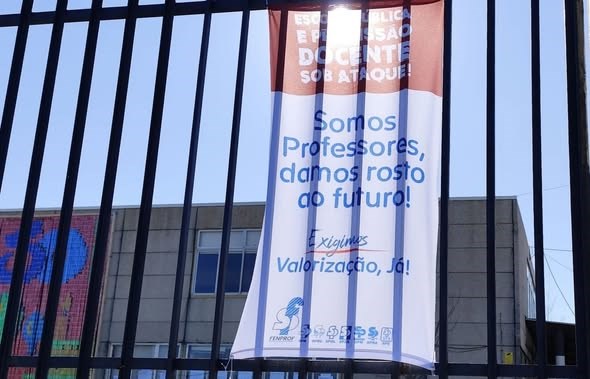 ESCOLA PÚBLICA
E PROFISSÃO
DOCENTE
SOB ATAQUE!
Somos
Professores,
damos rosto
ao futuro!
Exigimos
Valorização, Já!
FENPROF